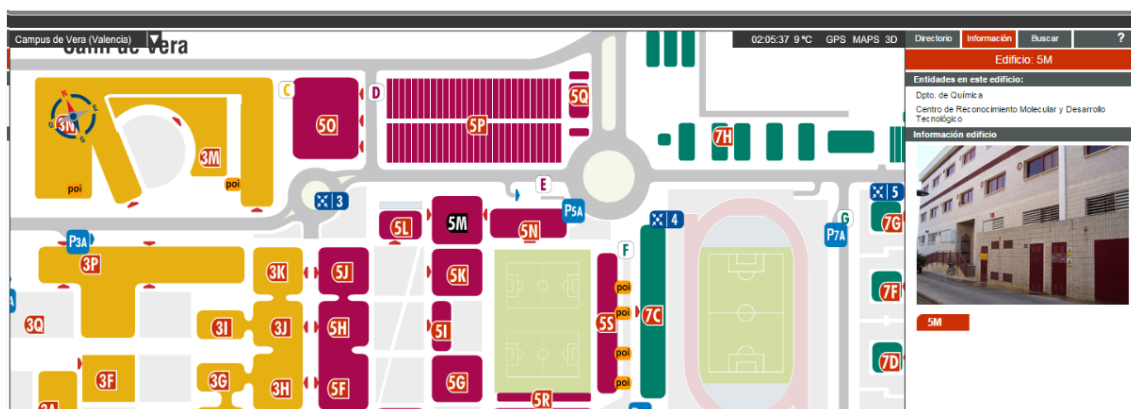 Campus de Vera (Valencia)
Camí de Vera
02:05:37 9 ºC GPS MAPS 3D
Directorio
Información
Buscar
?
Edificio: 5M
Entidades en este edificio:
Dpto. de Química
Centro de Reconocimiento Molecular y Desarrollo
Tecnológico
Información edificio
5M
N
E
S
O
3N
3M
poi
poi
C
5O
D
5P
5Q
7H
3
E
P5A
4
5
5L
5M
5N
G
7G
P7A
P3A
3P
3K
5J
5K
F
poi
7F
3Q
3I
3J
5H
5I
5S
poi
7C
poi
7D
3F
3G
3H
5F
5G
poi
5R
3A